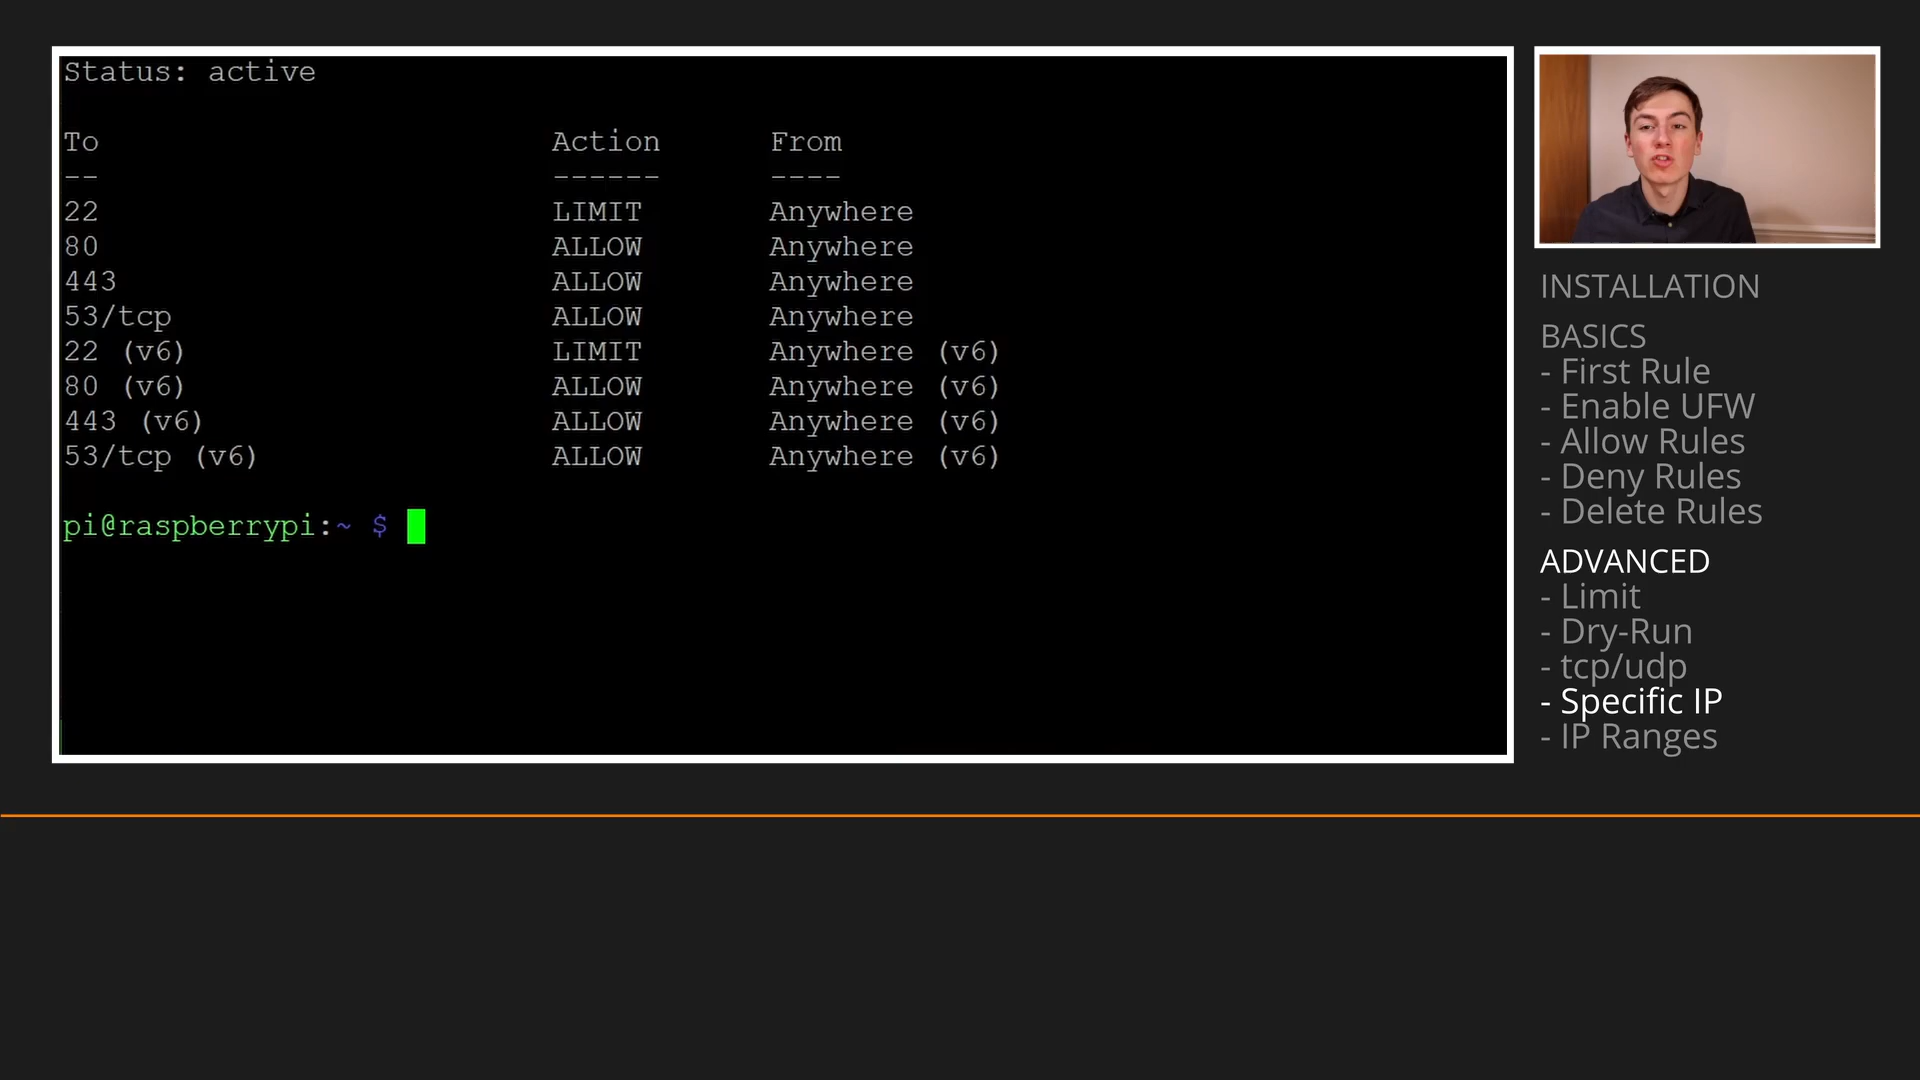 Status: active
To Action From
-- ------ ----
22 LIMIT Anywhere
80 ALLOW Anywhere
443 ALLOW Anywhere
53/tcp ALLOW Anywhere
22 (v6) LIMIT Anywhere (v6)
80 (v6) ALLOW Anywhere (v6)
443 (v6) ALLOW Anywhere (v6)
53/tcp (v6) ALLOW Anywhere (v6)
pi@raspberrypi:~ $
INSTALLATION
BASICS
- First Rule
- Enable UFW
- Allow Rules
- Deny Rules
- Delete Rules
ADVANCED
- Limit
- Dry-Run
- tcp/udp
- Specific IP
- IP Ranges